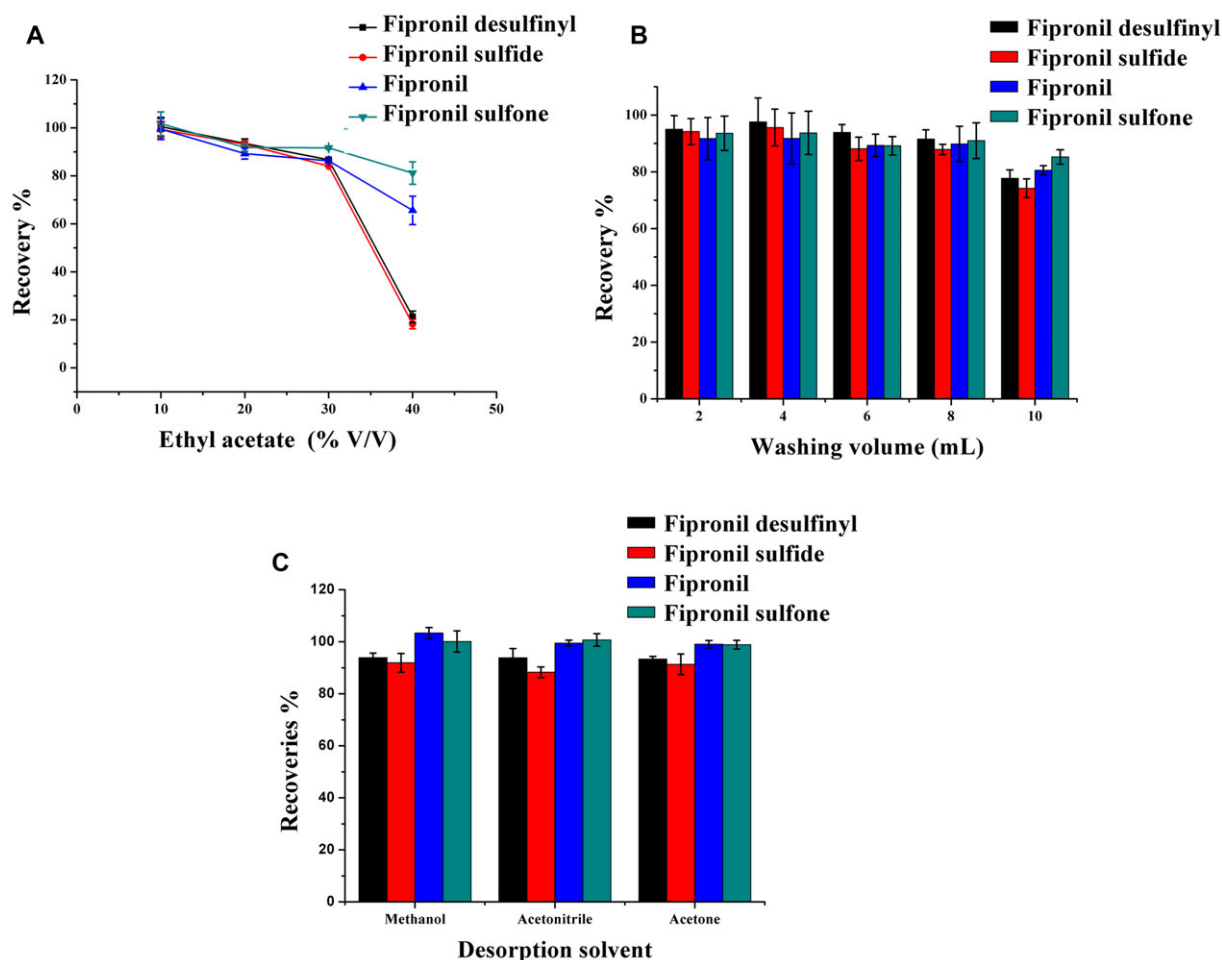 A
Fipronil desulfinyl
Fipronil sulfide
Fipronil
Fipronil sulfone
120
100
80
60
40
20
0
Recovery %
0 10 20 30 40 50
Ethyl acetate (% V/V)
B
Fipronil desulfinyl
Fipronil sulfide
Fipronil
Fipronil sulfone
100
80
60
40
20
0
Recovery %
2 4 6 8 10
Washing volume (mL)
C
Fipronil desulfinyl
Fipronil sulfide
Fipronil
Fipronil sulfone
120
100
80
60
40
20
0
Recoveries %
Methanol Acetonitrile Acetone
Desorption solvent